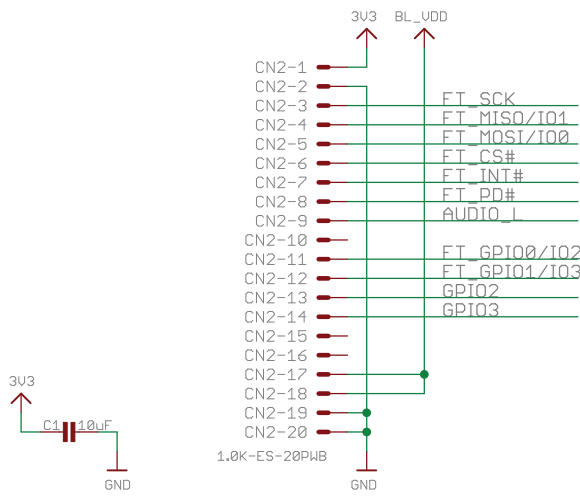 3V3 BL_VDD
CN2-1
CN2-2
CN2-3 FT_SCK
CN2-4 FT_MISO/IO1
CN2-5 FT_MOSI/IO0
CN2-6 FT_CS#
CN2-7 FT_INT#
CN2-8 FT_PD#
CN2-9 AUDIO_L
CN2-10
CN2-11 FT_GPIO0/IO2
CN2-12 FT_GPIO1/IO3
CN2-13 GPIO2
CN2-14 GPIO3
CN2-15
CN2-16
CN2-17
CN2-18
CN2-19
CN2-20
1.0K-ES-20PWB
GND
3V3
C1 10uF
GND